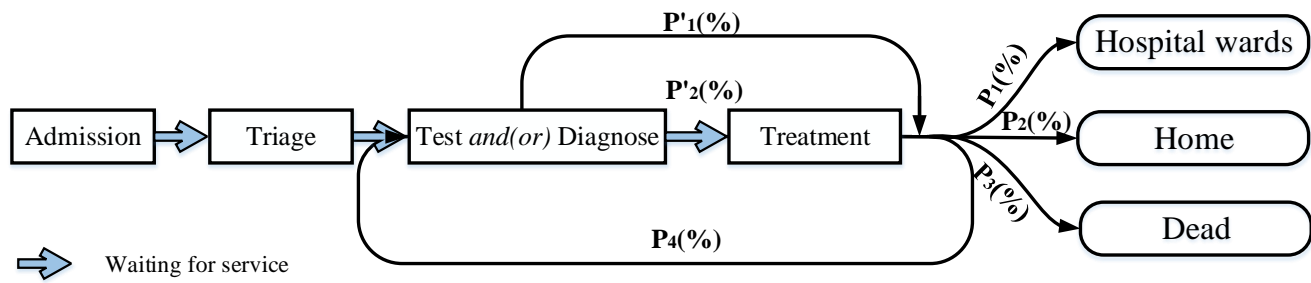 P'1(%)
Hospital wards
P1(%)
P'2(%)
Admission
Triage
Test and(or) Diagnose
Treatment
P2(%)
Home
P3(%)
Dead
P4(%)
Waiting for service